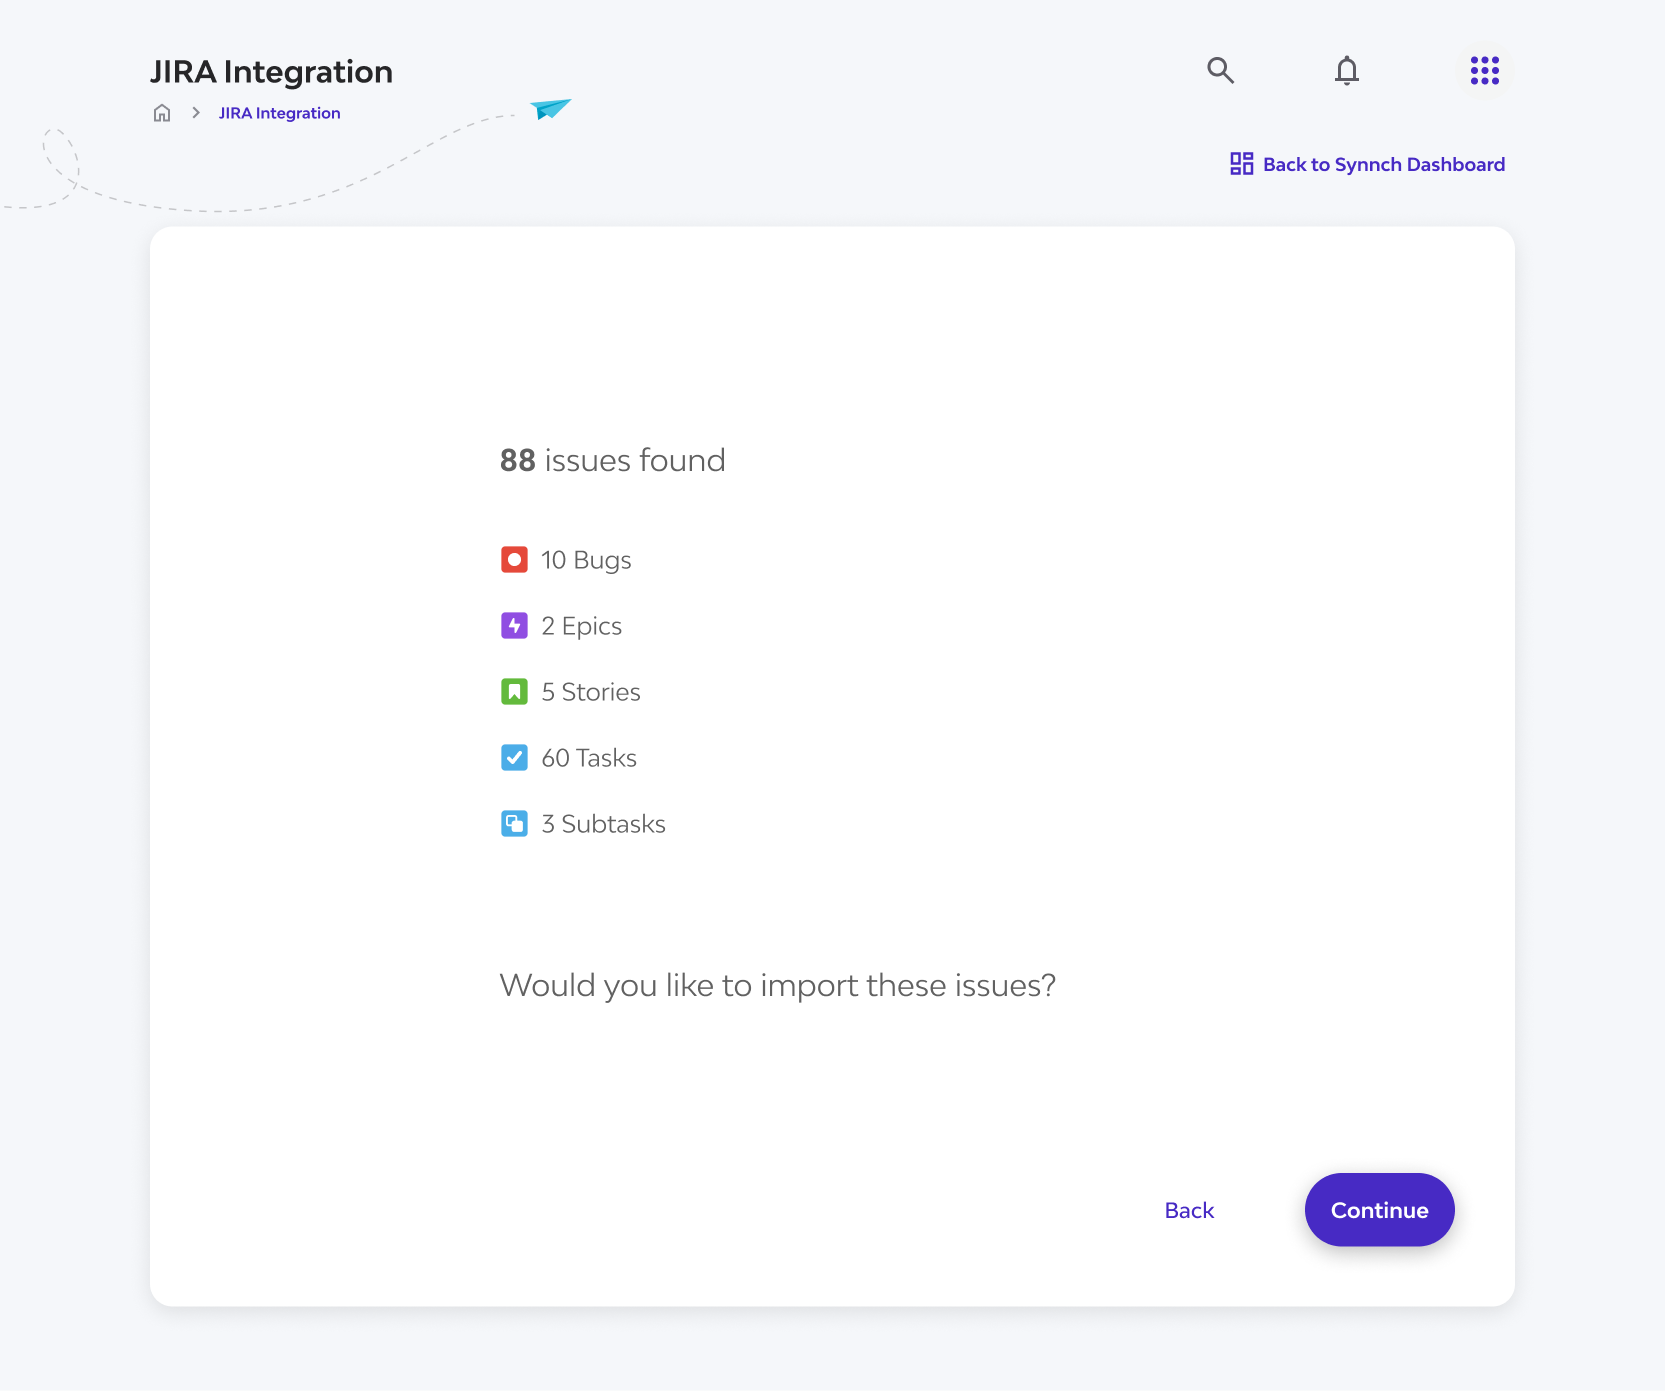 JIRA Integration
JIRA Integration
Back to Synnch Dashboard
88 issues found
10 Bugs
2 Epics
5 Stories
60 Tasks
3 Subtasks
Would you like to import these issues?
Back
Continue